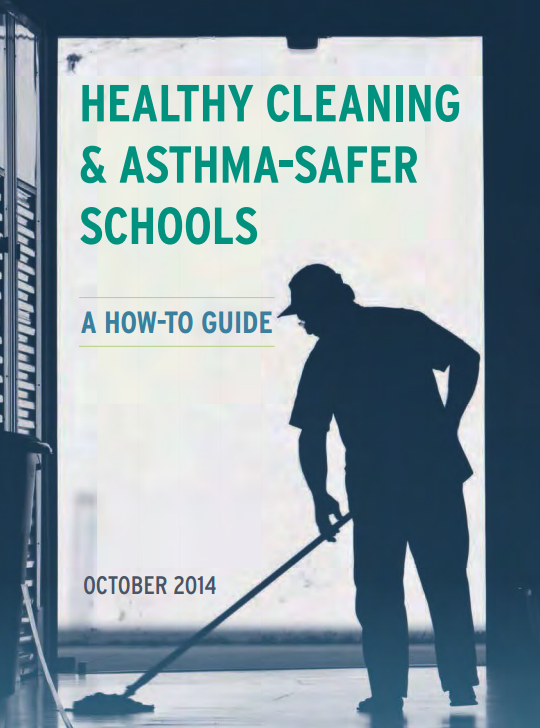 HEALTHY CLEANING
& ASTHMA-SAFER
SCHOOLS
A HOW-TO GUIDE
OCTOBER 2014